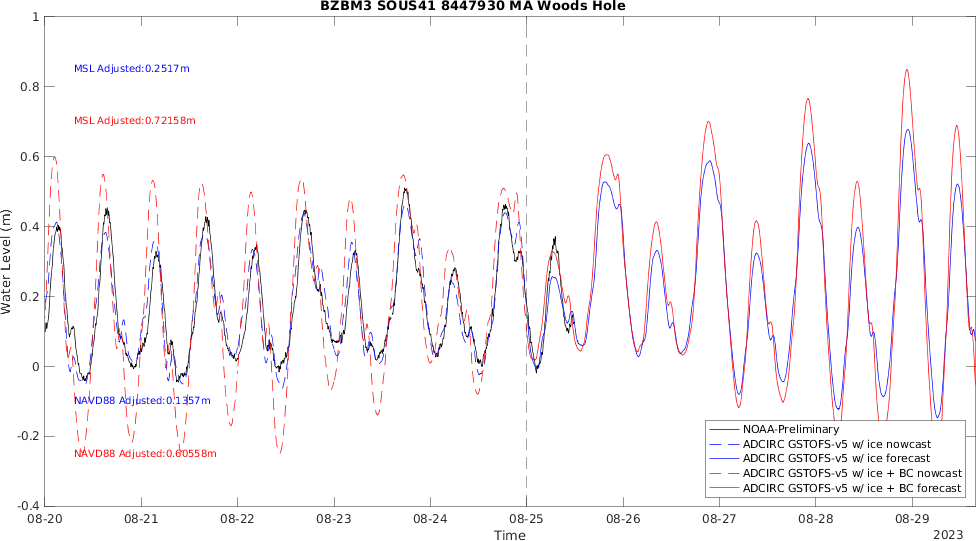 BZBM3 SOUS41 8447930 MA Woods Hole
MSL Adjusted:0.2517m
MSL Adjusted:0.72158m
NAVD88 Adjusted:0.1357m
NAVD88 Adjusted:0.60558m
Water Level (m)
1
0.8
0.6
0.4
0.2
0
-0.2
-0.4
NOAA-Preliminary
ADCIRC GSTOFS-v5 w/ ice nowcast
ADCIRC GSTOFS-v5 w/ ice forecast
ADCIRC GSTOFS-v5 w/ice + BC nowcast
ADCIRC GSTOFS-v5 w/ice + BC forecast
08-20 08-21 08-22 08-23 08-24 08-25 08-26 08-27 08-28 08-29
Time
2023